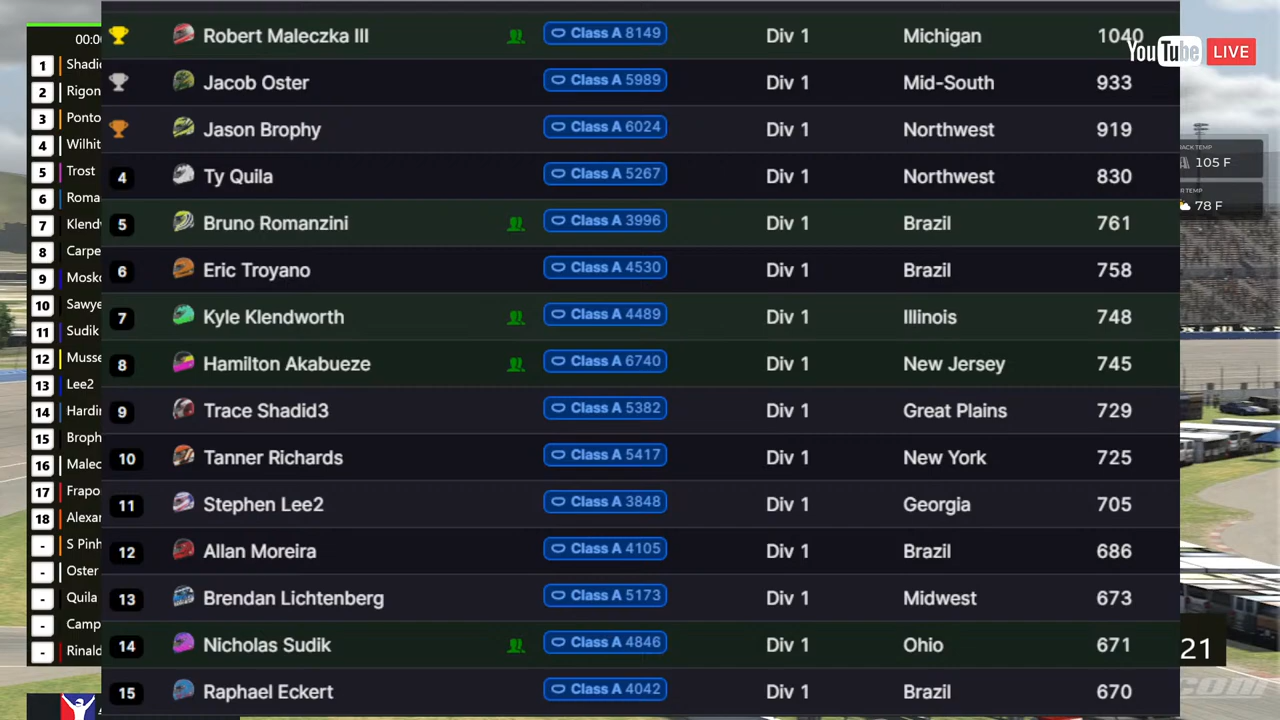 Robert Maleczka III Class A 8149 Div 1 Michigan 1040
Jacob Oster Class A 5989 Div 1 Mid-South 933
Jason Brophy Class A 6024 Div 1 Northwest 919
4 Ty Quila Class A 5267 Div 1 Northwest 830
5 Bruno Romanzini Class A 3996 Div 1 Brazil 761
6 Eric Troyano Class A 4530 Div 1 Brazil 758
7 Kyle Klendworth Class A 4489 Div 1 Illinois 748
8 Hamilton Akabueze Class A 6740 Div 1 New Jersey 745
9 Trace Shadid3 Class A 5382 Div 1 Great Plains 729
10 Tanner Richards Class A 5417 Div 1 New York 725
11 Stephen Lee2 Class A 3848 Div 1 Georgia 705
12 Allan Moreira Class A 4105 Div 1 Brazil 686
13 Brendan Lichtenberg Class A 5173 Div 1 Midwest 673
14 Nicholas Sudik Class A 4846 Div 1 Ohio 671
15 Raphael Eckert Class A 4042 Div 1 Brazil 670
00:0
1 Shadi
2 Rigon
3 Ponto
4 Wilhit
5 Trost
6 Roma
7 Klend
8 Carpe
9 Mosk
10 Sawye
11 Sudik
12 Musse
13 Lee2
14 Hardi
15 Broph
16 Malec
17 Frapo
18 Alexa
- S Pinh
- Oster
- Quila
- Camp
- Rinald
YouTube LIVE
ACK TEMP
105 F
R TEMP
78 F
21
.com